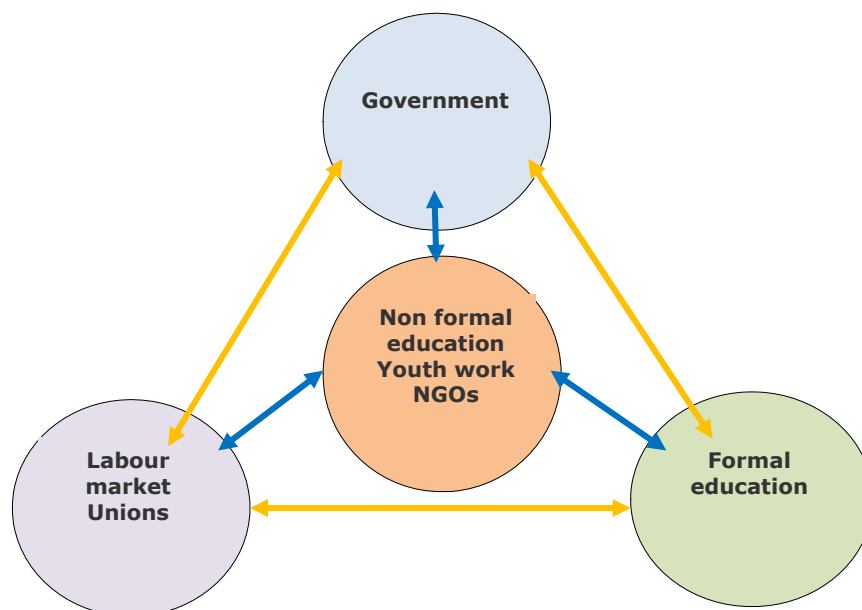 Government
Non formal
education
Youth work
NGOs
Labour
market
Unions
Formal
education